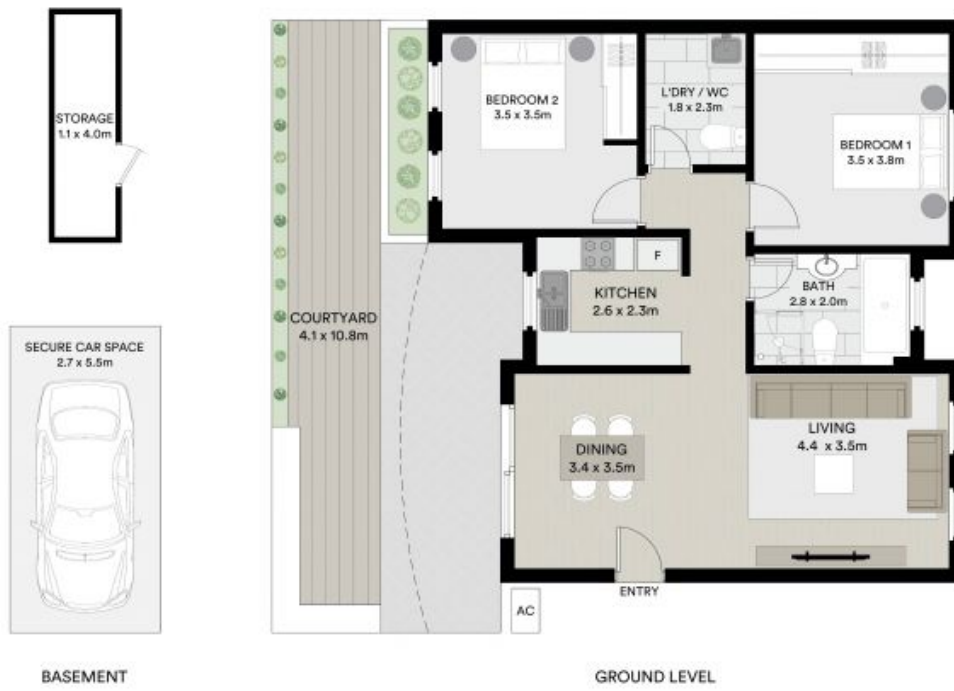 STORAGE
1.1 x 4.0m
SECURE CAR SPACE
2.7 x 5.5m
BASEMENT
COURTYARD
4.1 x 10.8m
BEDROOM 2
3.5 x 3.5m
L'DRY / WC
1.8 x 2.3m
BEDROOM 1
3.5 x 3.8m
F
KITCHEN
2.6 x 2.3m
BATH
2.8 x 2.0m
DINING
3.4 x 3.5m
LIVING
4.4 x 3.5m
ENTRY
AC
GROUND LEVEL